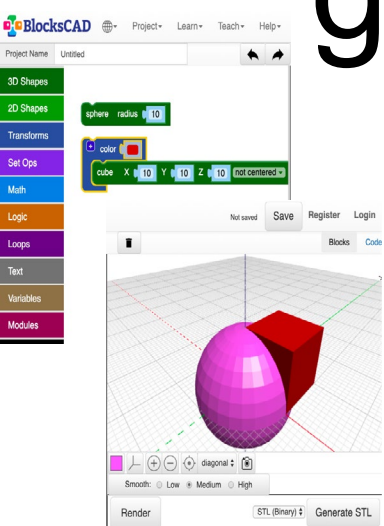 g
BlocksCAD Project Learn Teach Help
Project Name Untitled
3D Shapes
2D Shapes
Transforms
Set Ops
Math
Logic
Loops
Text
Variables
Modules
sphere radius 10
color
cube X 10 Y 10 Z 10 not centered
Not saved Save Register Login
Blocks Code
diagonal
Smooth: Low Medium High
Render STL (Binary) Generate STL